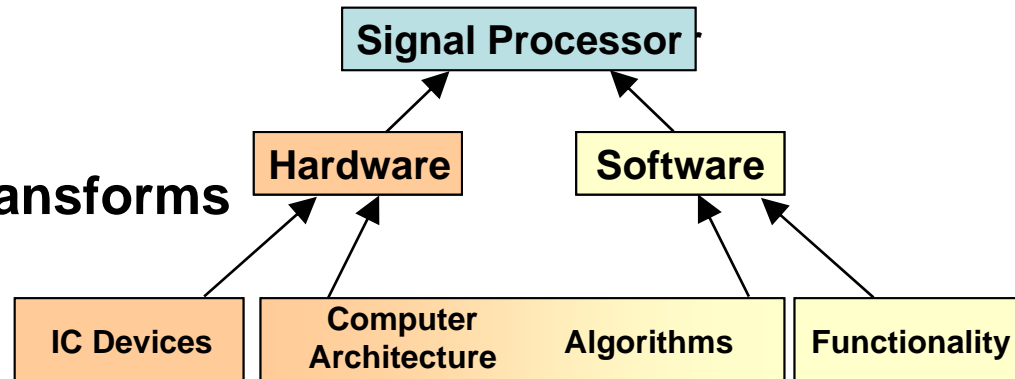 Signal Processor
Hardware
Software
ansforms
IC Devices
Computer
Architecture
Algorithms
Functionality